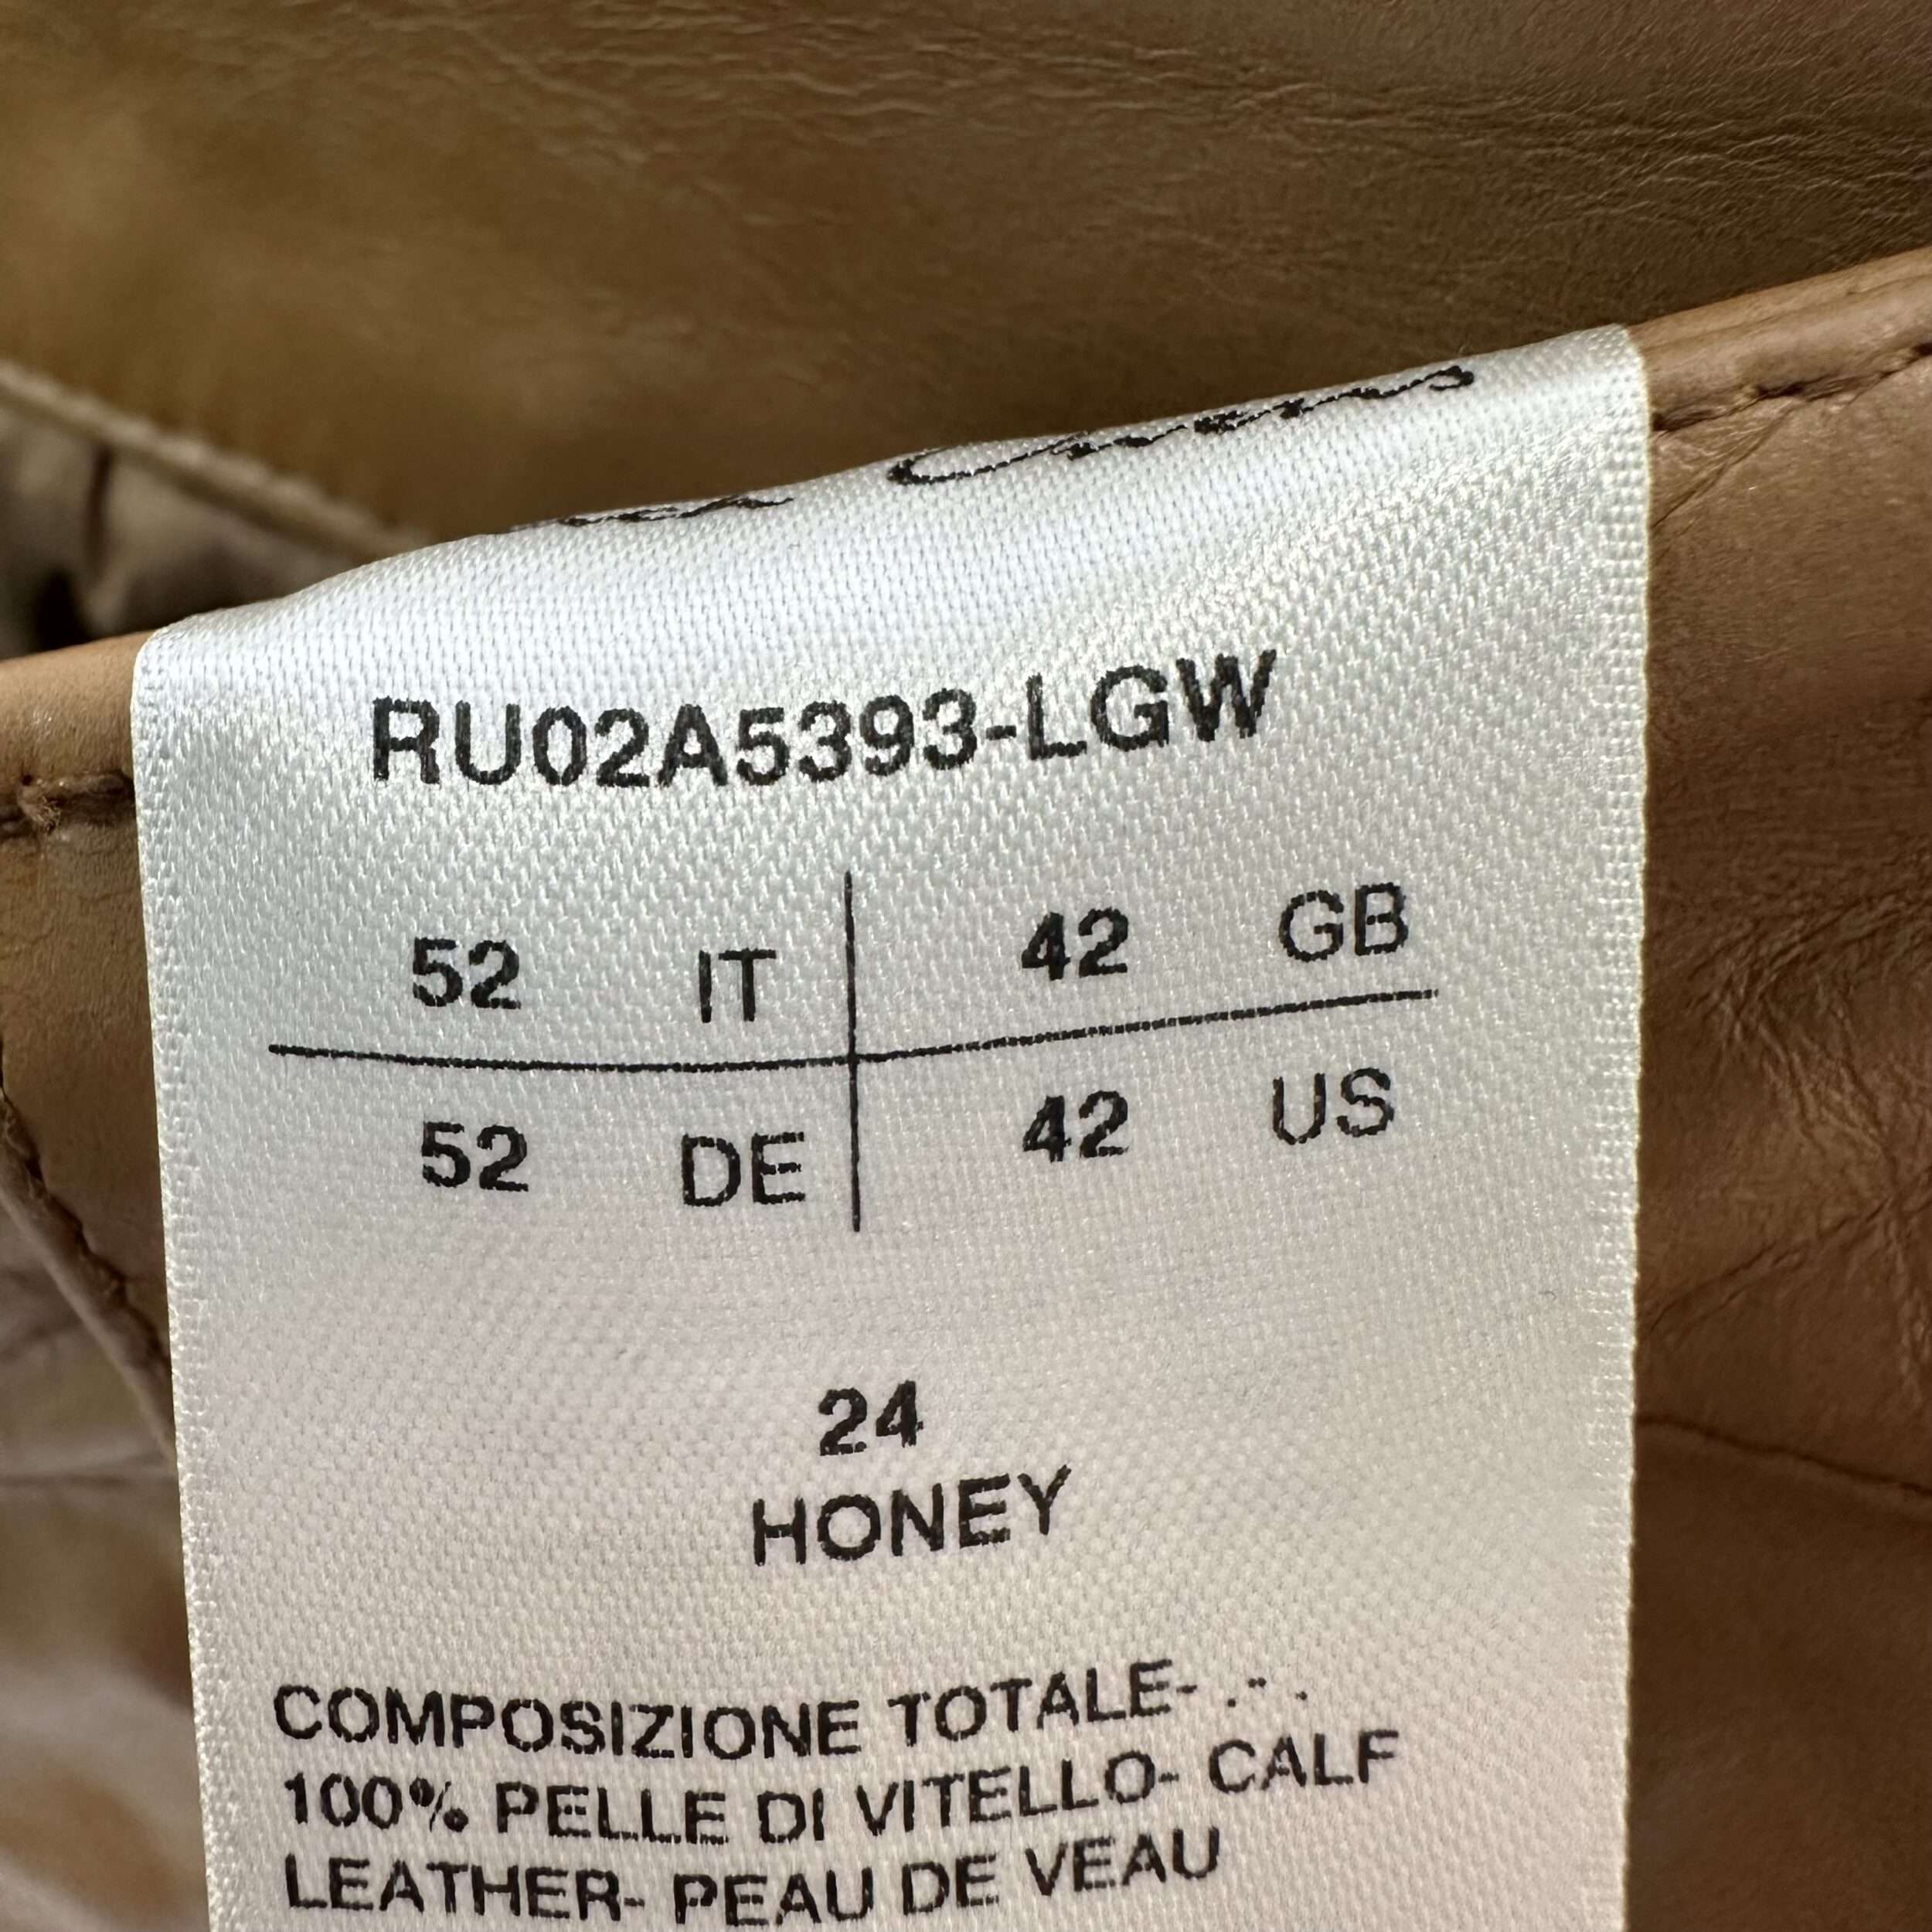 RU02A5393-LGW
52 IT 42 GB
52 DE 42 US
24
HONEY
COMPOSIZIONE TOTALE- .-.
100% PELLE DI VITELLO- CALF
LEATHER- PEAU DE VEAU